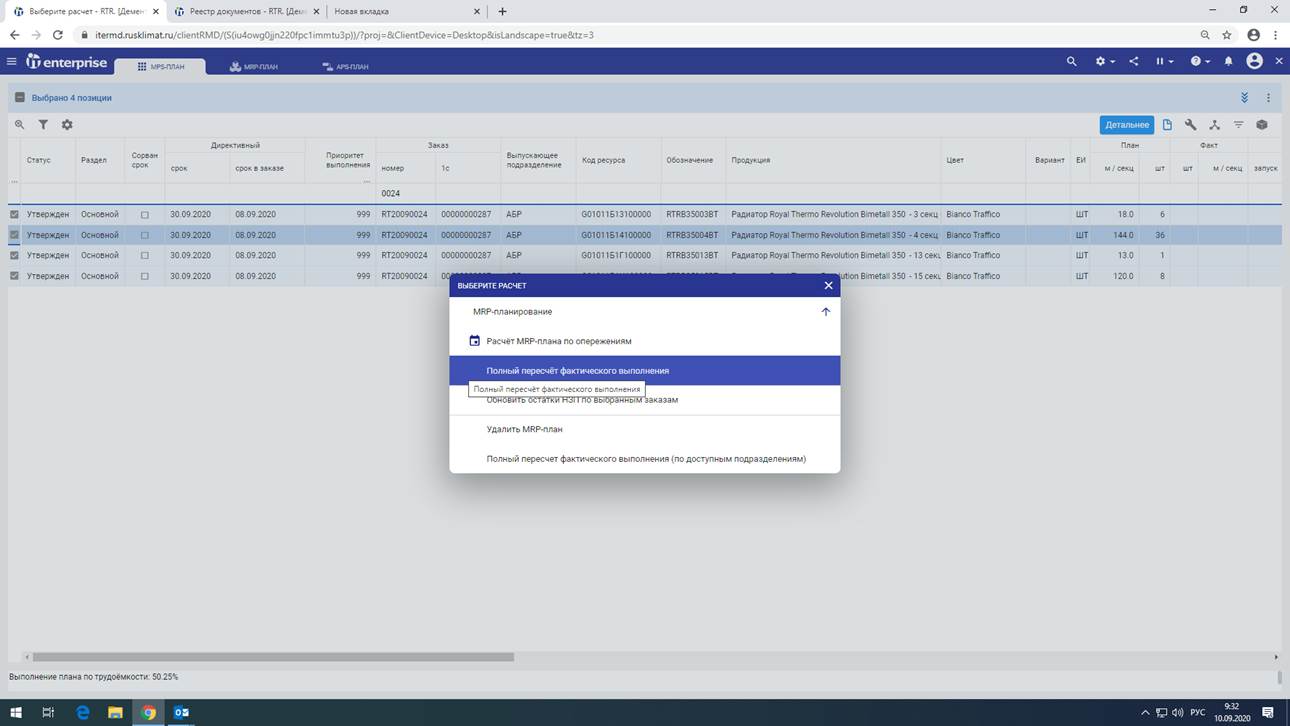 Выберите расчет - RTR. [Демен
Реестр документов - RTR. [Дем
Новая вкладка
itermd.rusklimat.ru/clientRMD/(S(iu4owg0jjn220fpc1immtu3p))/?proj=&ClientDevice=Desktop&isLandscape=true&tz=3
it enterprise
MPS-ПЛАН
MRP-ПЛАН
APS-ПЛАН
Выбрано 4 позиции
Детальнее
Статус Раздел Сорван срок Директивный срок срок в заказе Приоритет выполнения ... Заказ номер 1с Выпускающее подразделение Код ресурса Обозначение Продукция Цвет Вариант ЕИ План м / секц шт Факт шт м / секц запуск
...
0024
Утвержден Основной 30.09.2020 08.09.2020 999 RT20090024 00000000287 АБР G01011Б13100000 RTRB35003BT Радиатор Royal Thermo Revolution Bimetall 350 - 3 секц Bianco Traffico ШТ 18.0 6
Утвержден Основной 30.09.2020 08.09.2020 999 RT20090024 00000000287 АБР G01011Б14100000 RTRB35004BT Радиатор Royal Thermo Revolution Bimetall 350 - 4 секц Bianco Traffico ШТ 144.0 36
Утвержден Основной 30.09.2020 08.09.2020 999 RT20090024 00000000287 АБР G01011Б1Г100000 RTRB35013BT Радиатор Royal Thermo Revolution Bimetall 350 - 13 секц Bianco Traffico ШТ 13.0 1
Утвержден Основной 30.09.2020 08.09.2020 999 RT20090024 Bimetall 350 - 15 секц Bianco Traffico ШТ 120.0 8
ВЫБЕРИТЕ РАСЧЕТ
MRP-планирование
Расчёт MRP-плана по опережениям
Полный пересчёт фактического выполнения
Полный пересчёт фактического выполнения
Обновить остатки НЗП по выбранным заказам
Удалить MRP-план
Полный пересчет фактического выполнения (по доступным подразделениям)
Выполнение плана по трудоёмкости: 50.25%
РУС
9:32
10.09.2020